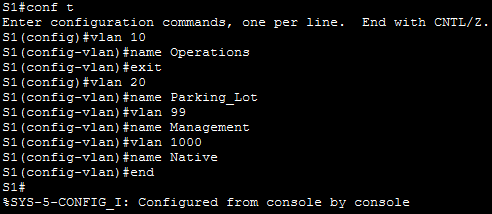 S1#conf t
Enter configuration commands, one per line.  End with CNTL/Z.
S1(config)#vlan 10
S1(config-vlan)#name Operations
S1(config-vlan)#exit
S1(config)#vlan 20
S1(config-vlan)#name Parking_Lot
S1(config-vlan)#vlan 99
S1(config-vlan)#name Management
S1(config-vlan)#vlan 1000
S1(config-vlan)#name Native
S1(config-vlan)#end
S1#
%SYS-5-CONFIG_I: Configured from console by console